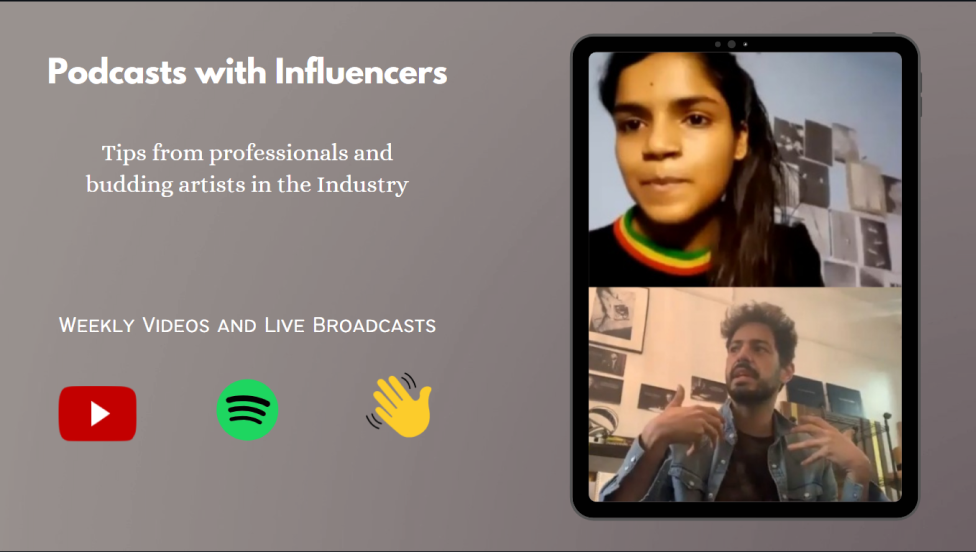 Podcasts with Influencers
Tips from professionals and
budding artists in the Industry
Weekly Videos and Live Broadcasts